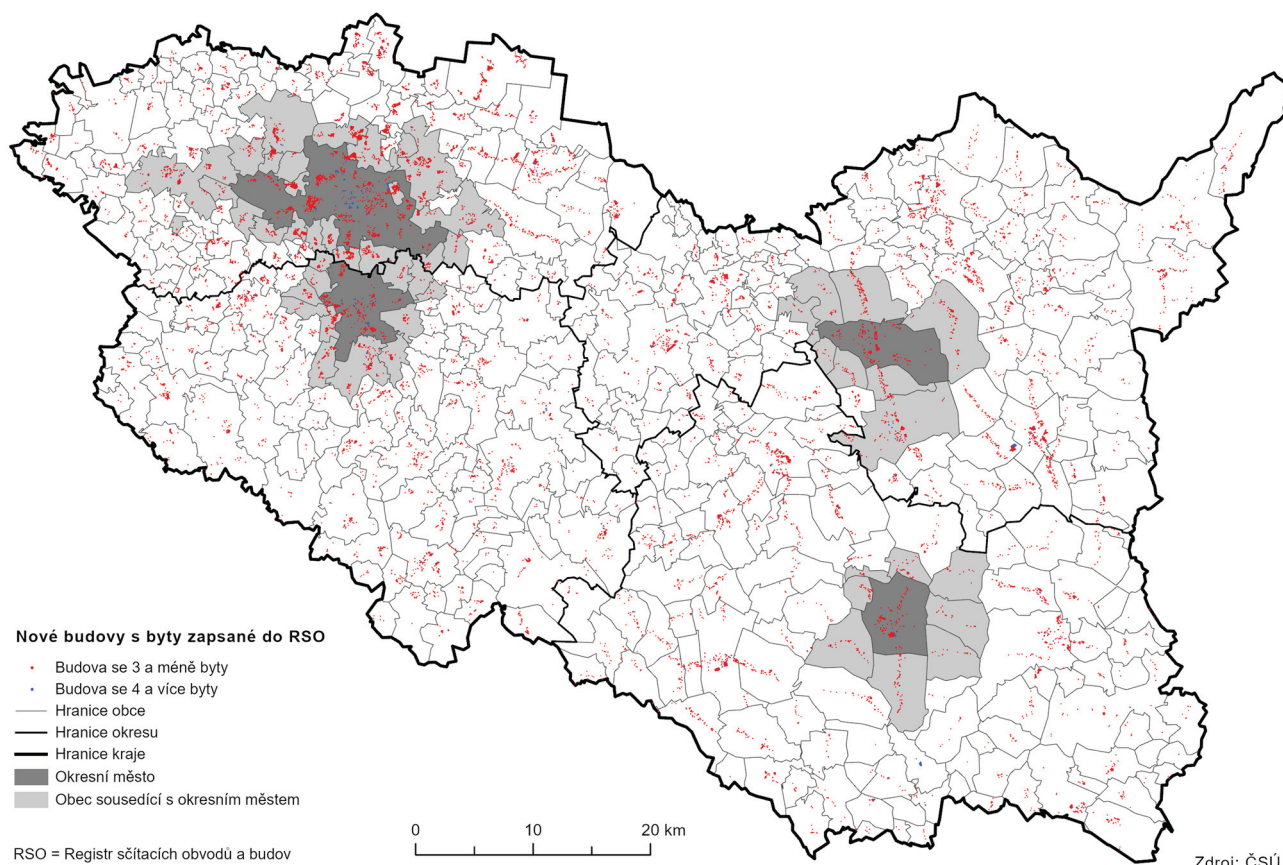 Nové budovy s byty zapsané do RSO
Budova se 3 a méně byty
Budova se 4 a více byty
Hranice obce
Hranice okresu
Hranice kraje
Okresní město
Obec sousedící s okresním městem
RSO = Registr sčítacích obvodů a budov
0 10 20 km
Zdroj: ČSÚ